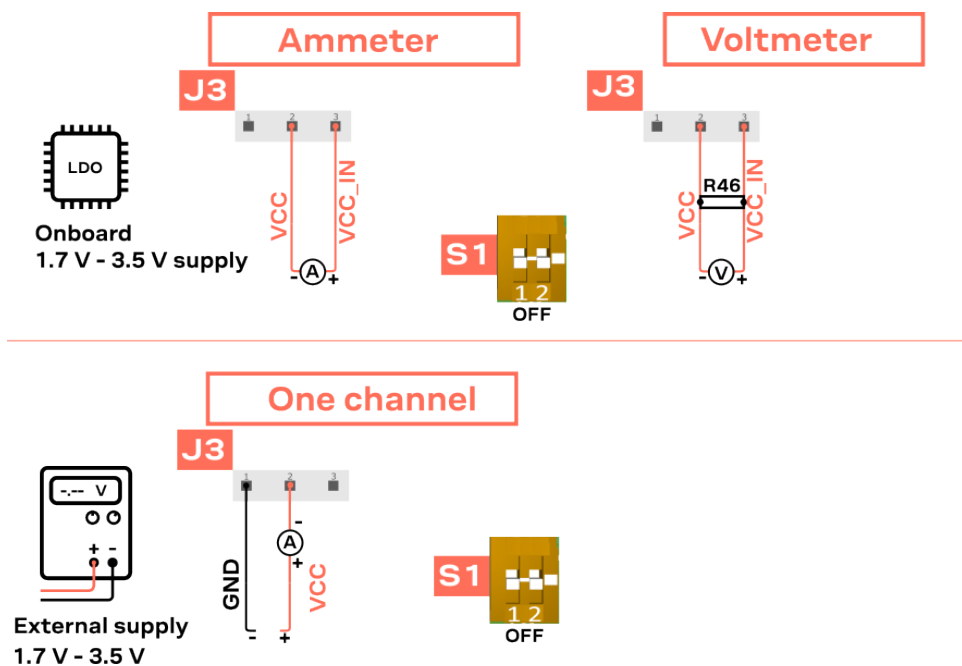 Ammeter
Voltmeter
J3
1 2 3
J3
1 2 3
LDO
Onboard
1.7 V - 3.5 V supply
VCC
VCC_IN
- A +
S1
1 2
OFF
R46
VCC
VCC_IN
- V +
One channel
J3
1 2 3
-.-- V
+ -
External supply
1.7 V - 3.5 V
GND
-
-
A
+
VCC
+
S1
1 2
OFF